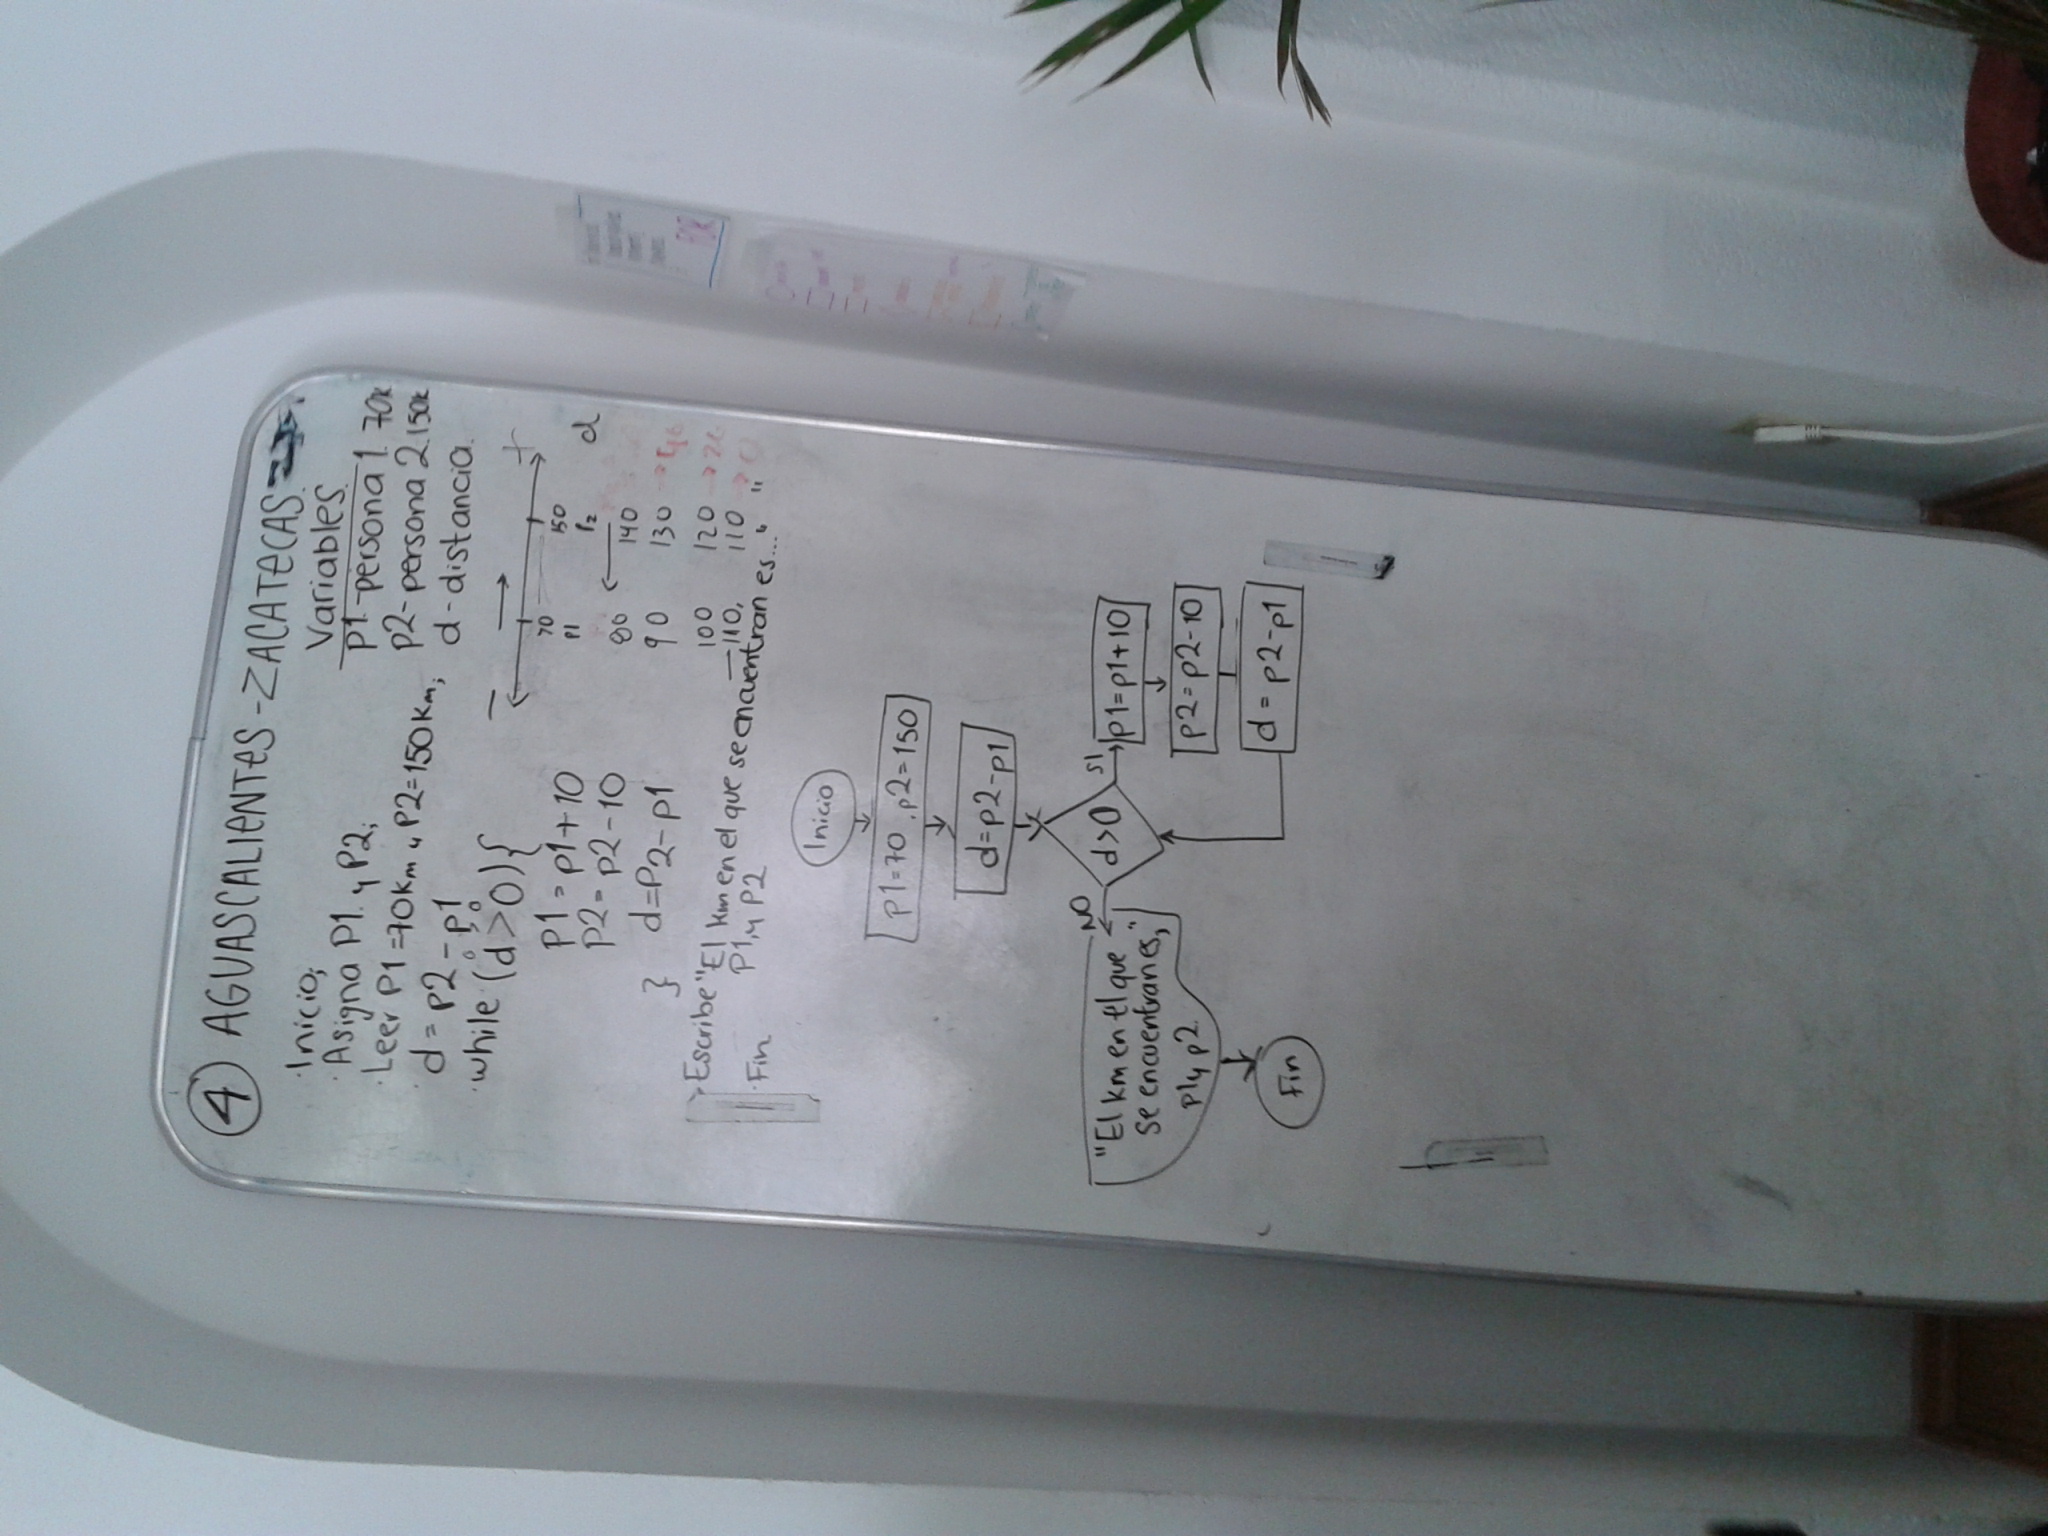 4 AGUASCALIENTES - ZACATECAS.
· Inicio;
· Asigna P1. y P2;
· Leer P1 = 70 Km y P2 = 150 Km;
d = p2 - p1
· while (d > 0) {
p1 = p1 + 10
p2 = p2 - 10
} d = P2 - p1
· Escribe "El km en el que se encuentran es..."
P1, y P2
· Fin
Variables.
P1. - persona 1. 70k
p2 - persona 2. 150k
d - distancia.
- +
70 150
P1 P2 d
80 140
90 130
100 120
110, 110 "
Inicio
p1 = 70, p2 = 150
d = p2 - p1
d > 0
NO
SI
p1 = p1 + 10
p2 = p2 - 10
d = p2 - p1
"El km en el que
se encuentran es,"
p1 y p2.
Fin